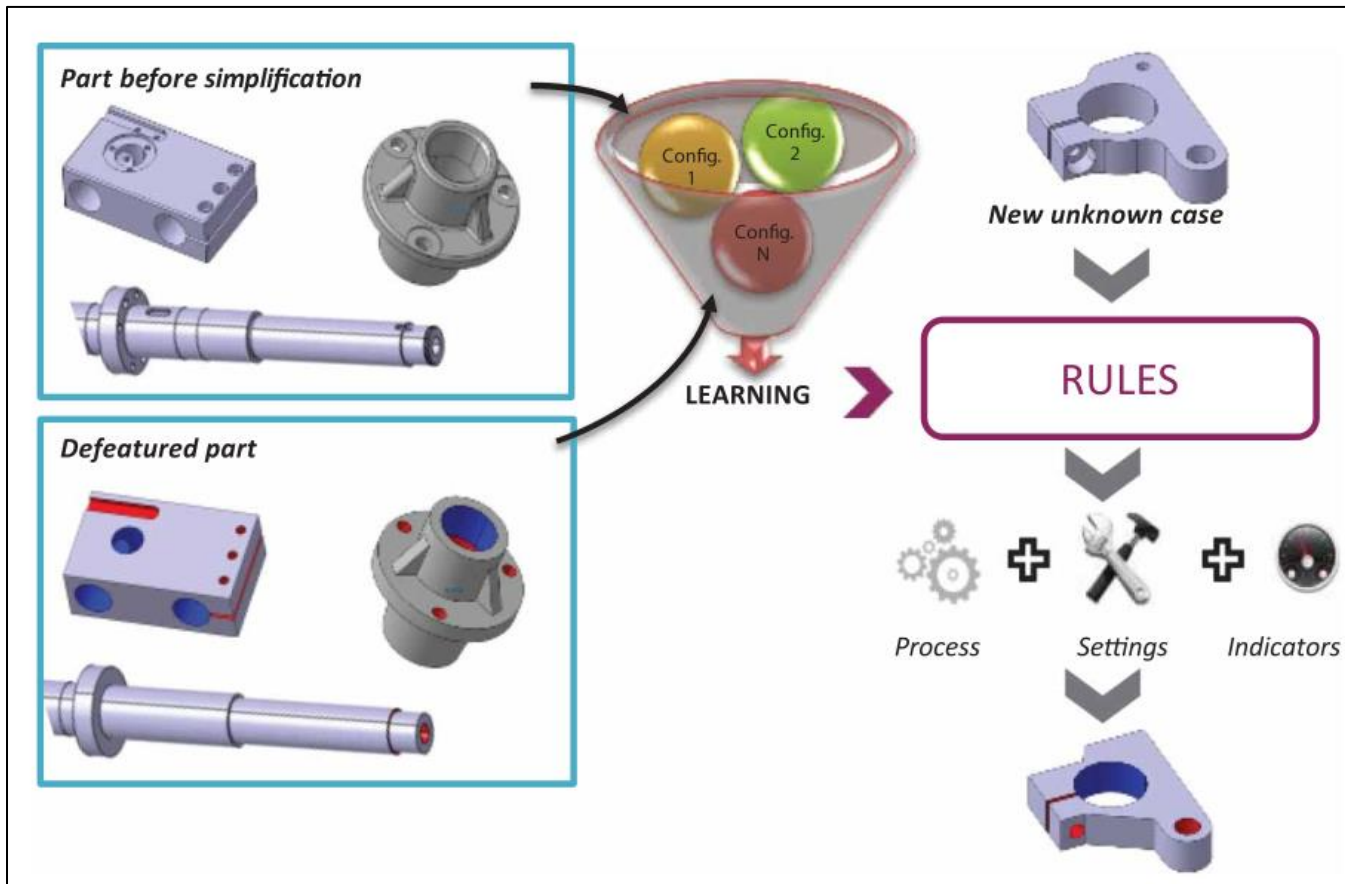 Part before simplification
Config.
1
Config.
2
Config.
N
LEARNING
Defeatured part
New unknown case
RULES
Process
Settings
Indicators